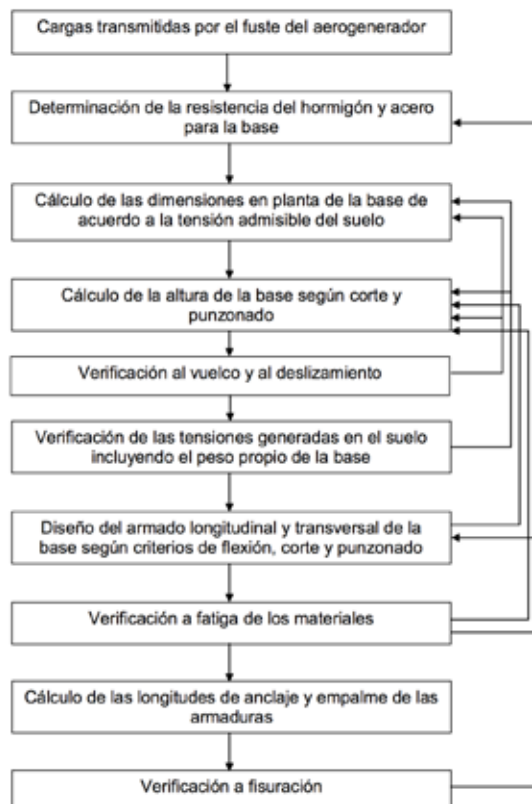 Cargas transmitidas por el fuste del aerogenerador
Determinación de la resistencia del hormigón y acero
para la base
Cálculo de las dimensiones en planta de la base de
acuerdo a la tensión admisible del suelo
Cálculo de la altura de la base según corte y
punzonado
Verificación al vuelco y al deslizamiento
Verificación de las tensiones generadas en el suelo
incluyendo el peso propio de la base
Diseño del armado longitudinal y transversal de la
base según criterios de flexión, corte y punzonado
Verificación a fatiga de los materiales
Cálculo de las longitudes de anclaje y empalme de las
armaduras
Verificación a fisuración